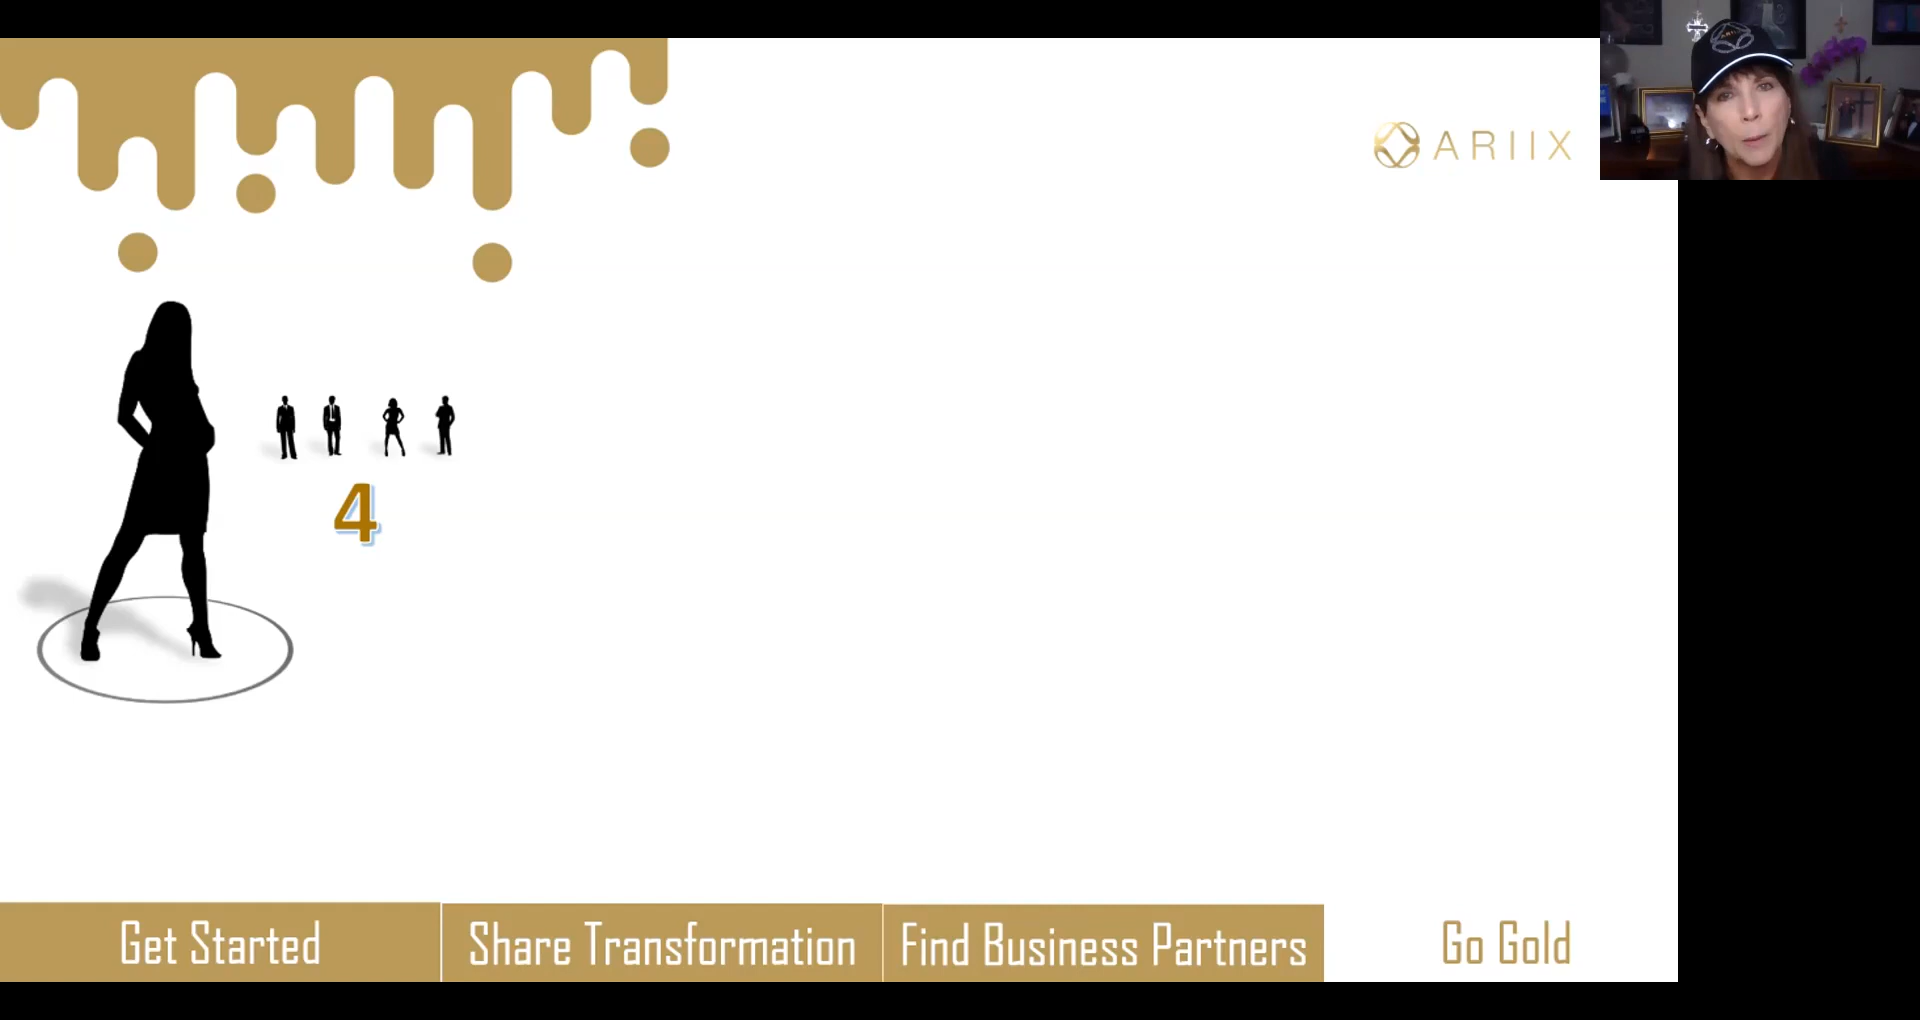 ARIIX
4
Get Started
Share Transformation
Find Business Partners
Go Gold